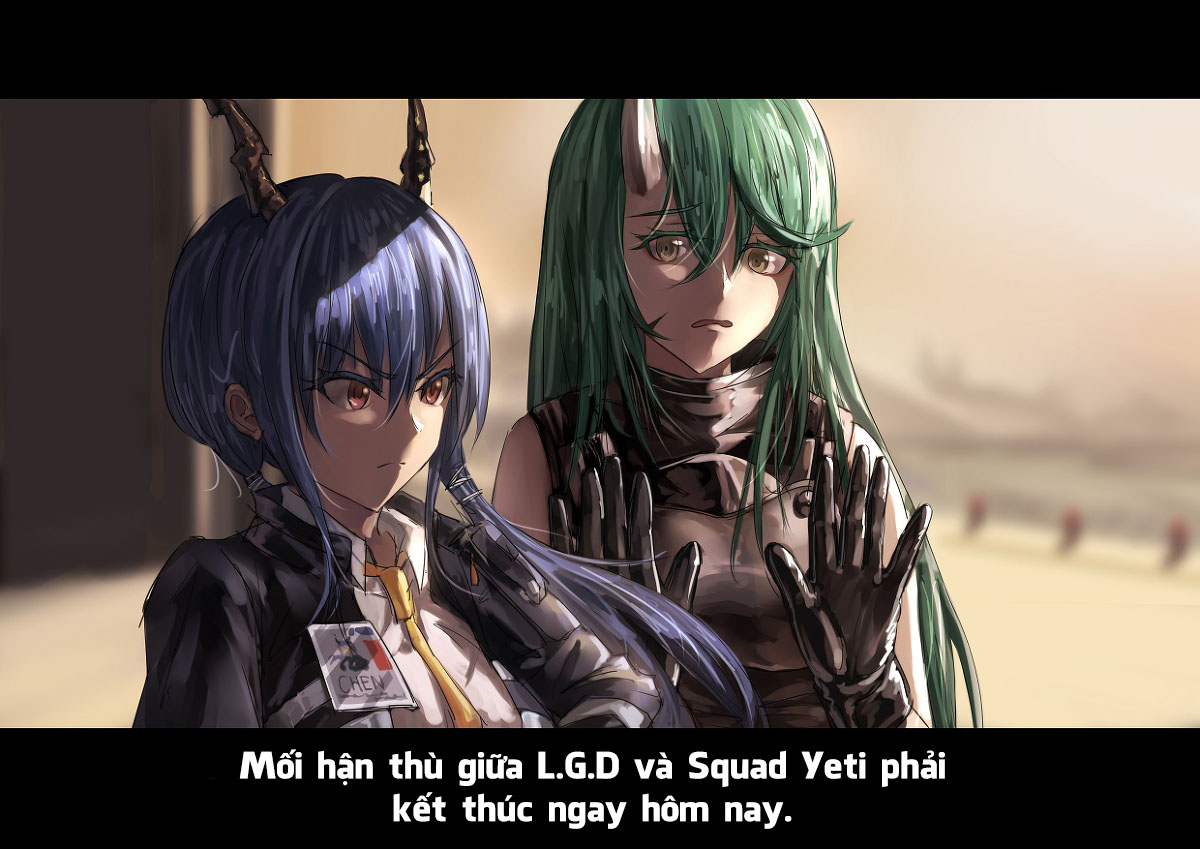 CHEN
Mối hận thù giữa L.G.D và Squad Yeti phải
kết thúc ngay hôm nay.